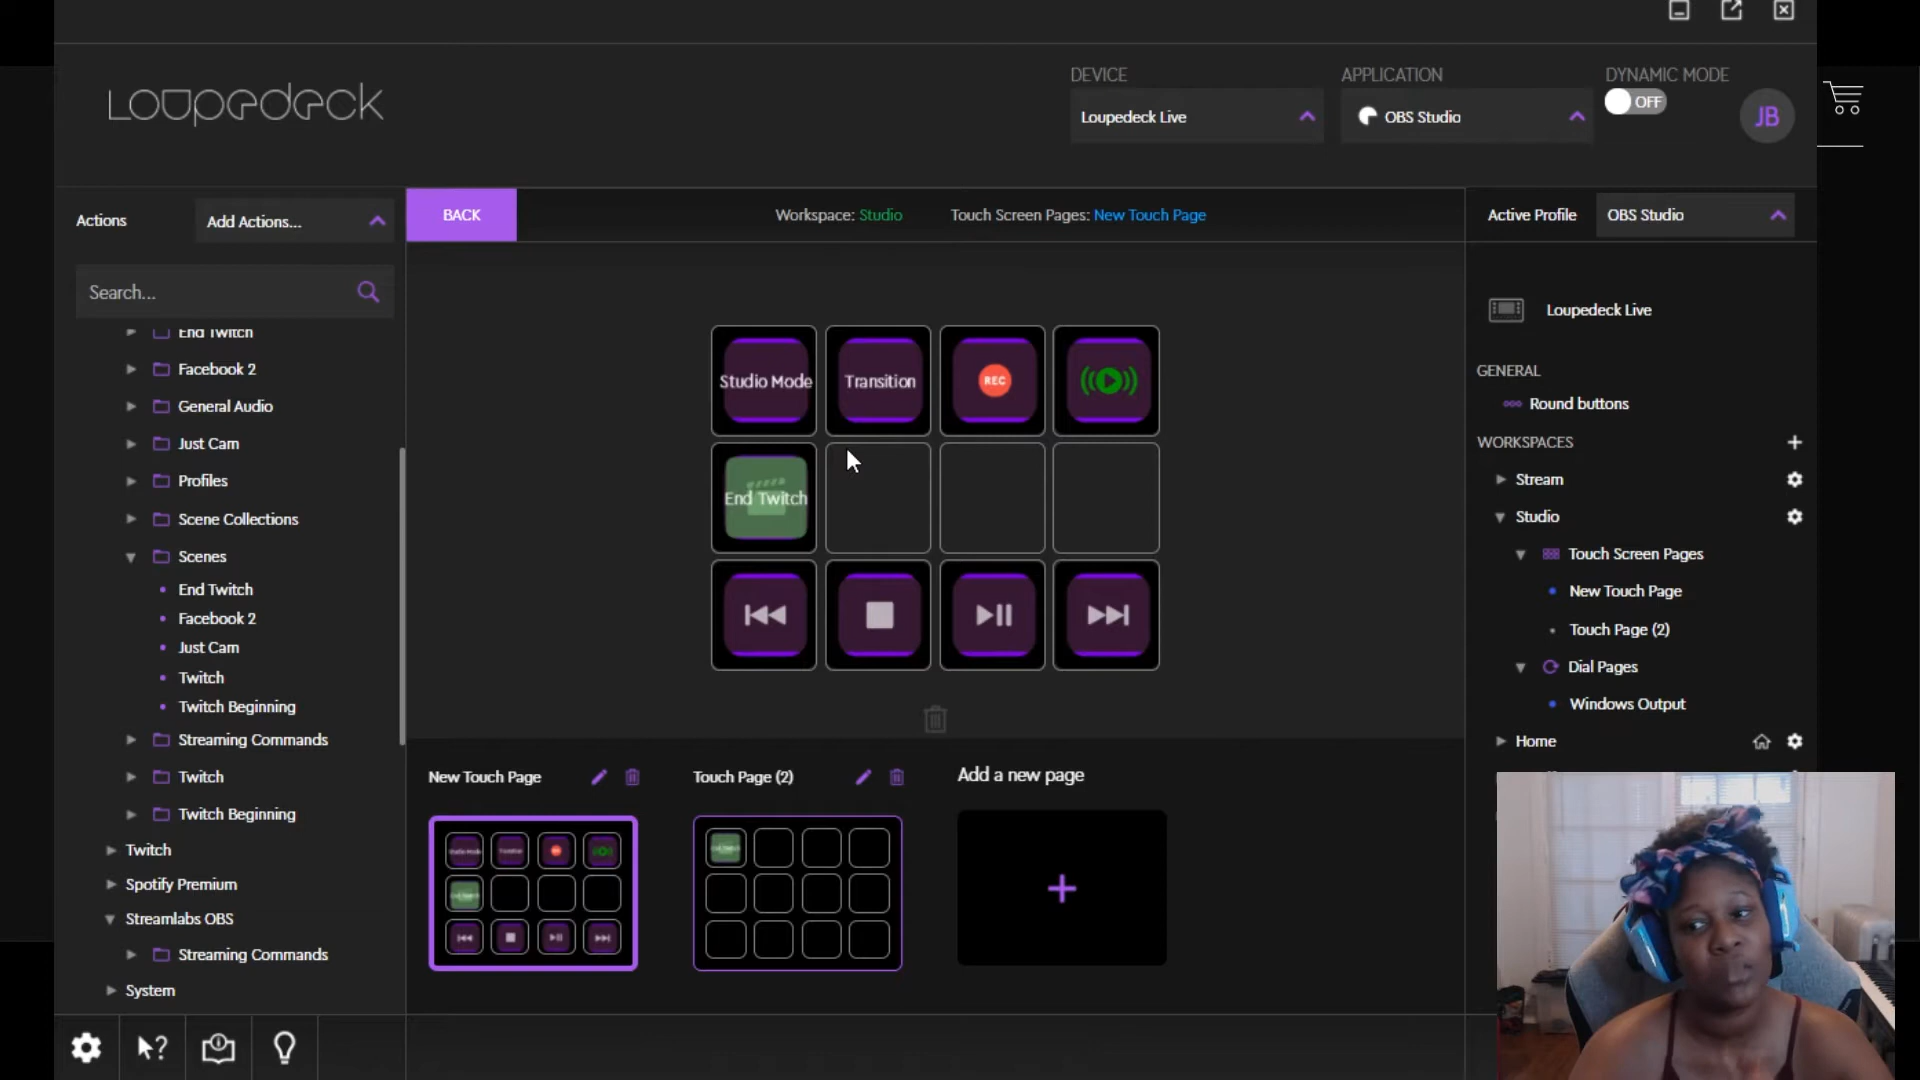 Loupedeck
DEVICE
Loupedeck Live
APPLICATION
OBS Studio
DYNAMIC MODE
OFF
JB
Actions
Add Actions...
BACK
Workspace: Studio
Touch Screen Pages: New Touch Page
Active Profile
OBS Studio
Search...
End Twitch
Facebook 2
General Audio
Just Cam
Profiles
Scene Collections
Scenes
End Twitch
Facebook 2
Just Cam
Twitch
Twitch Beginning
Streaming Commands
Twitch
Twitch Beginning
Twitch
Spotify Premium
Streamlabs OBS
Streaming Commands
System
Studio Mode
Transition
REC
End Twitch
New Touch Page
Touch Page (2)
Add a new page
Loupedeck Live
GENERAL
Round buttons
WORKSPACES
Stream
Studio
Touch Screen Pages
New Touch Page
Touch Page (2)
Dial Pages
Windows Output
Home